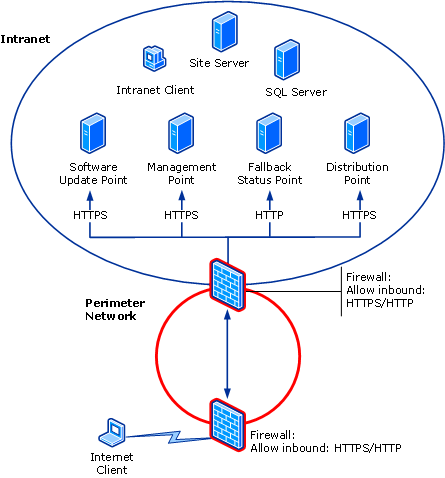 Intranet
Site Server
Intranet Client
SQL Server
Software
Update Point
Management
Point
Fallback
Status Point
Distribution
Point
HTTPS
HTTPS
HTTP
HTTPS
Firewall:
Allow inbound:
HTTPS/HTTP
Perimeter
Network
Firewall:
Allow inbound: HTTPS/HTTP
Internet
Client